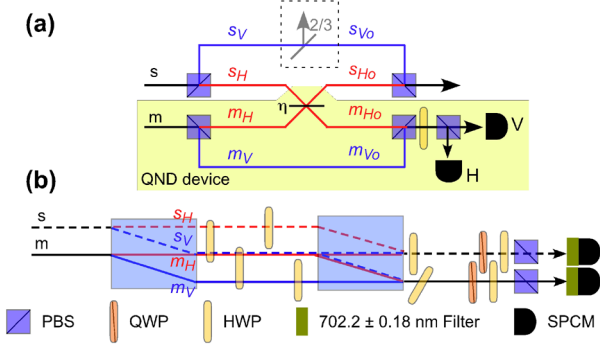 (a)
2/3
s_V s_Vo
s s_H s_Ho
η
m m_H m_Ho
V
m_V m_Vo
H
QND device
(b)
s s_H
s_V
m m_H
m_V
PBS QWP HWP 702.2 ± 0.18 nm Filter SPCM